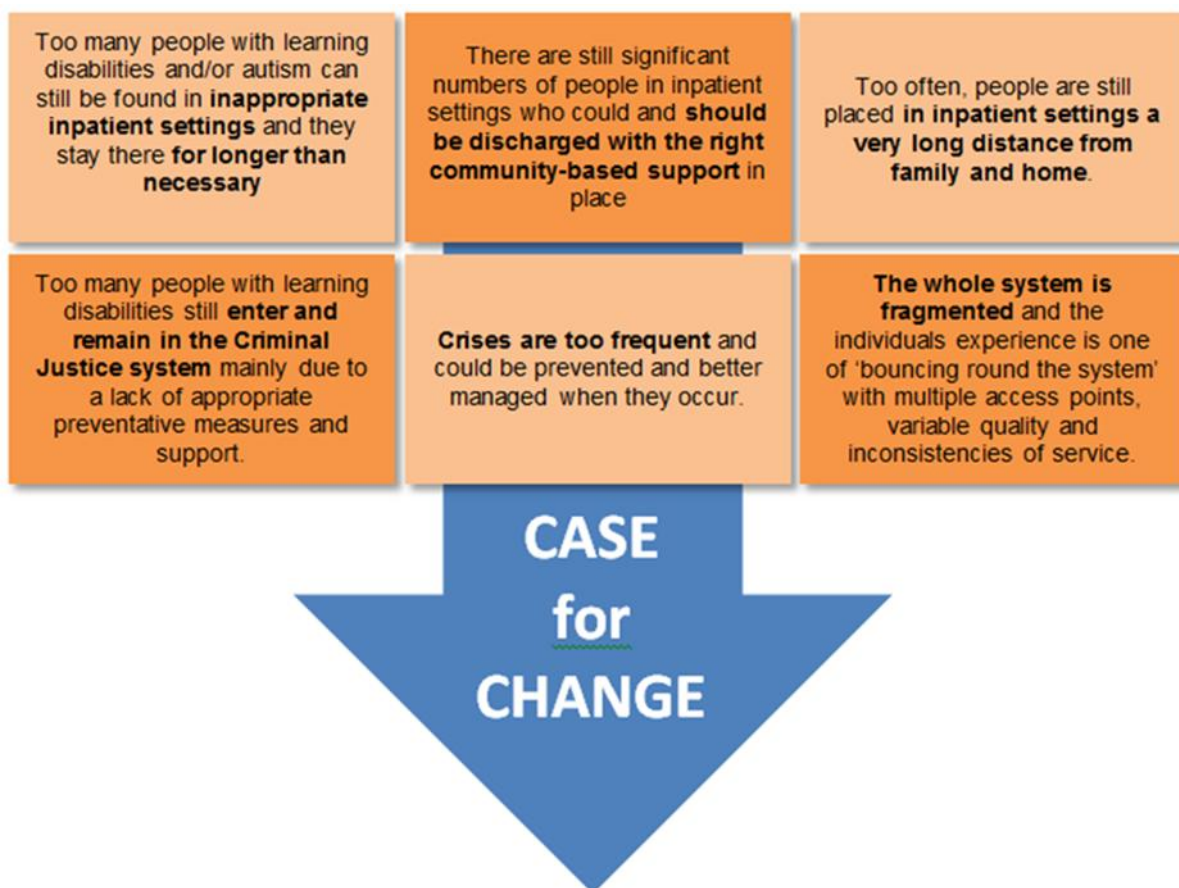 Too many people with learning
disabilities and/or autism can
still be found in inappropriate
inpatient settings and they
stay there for longer than
necessary
There are still significant
numbers of people in inpatient
settings who could and should
be discharged with the right
community-based support in
place
Too often, people are still
placed in inpatient settings a
very long distance from
family and home.
Too many people with learning
disabilities still enter and
remain in the Criminal
Justice system mainly due to
a lack of appropriate
preventative measures and
support.
Crises are too frequent and
could be prevented and better
managed when they occur.
The whole system is
fragmented and the
individuals experience is one
of ‘bouncing round the system’
with multiple access points,
variable quality and
inconsistencies of service.
CASE
for
CHANGE